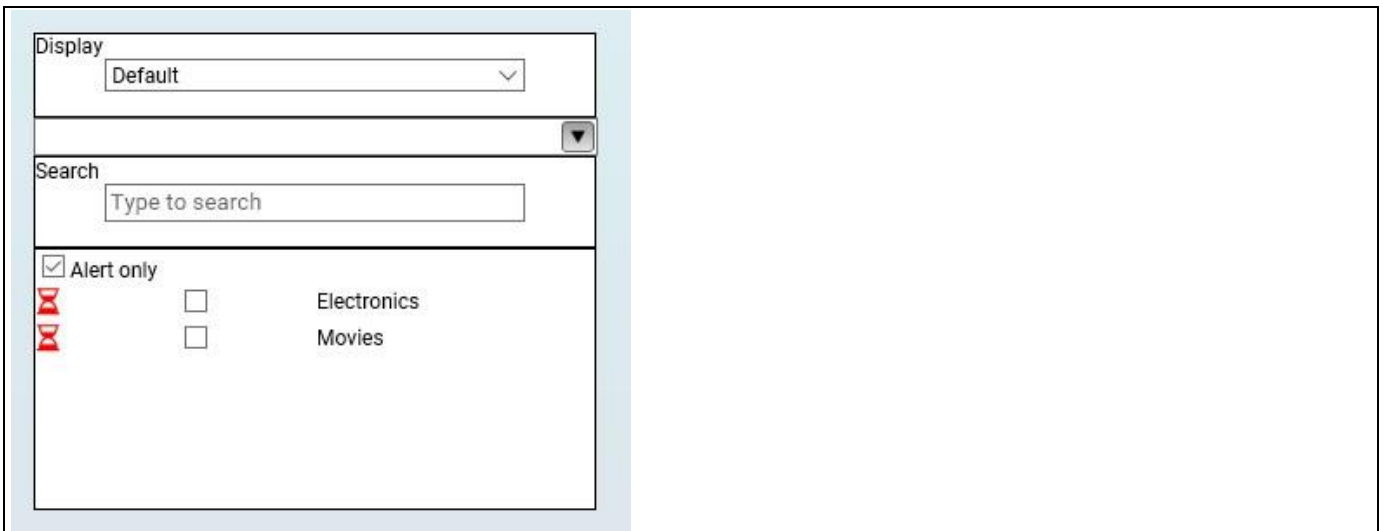 Display
Default
Search
Type to search
Alert only
Electronics
Movies